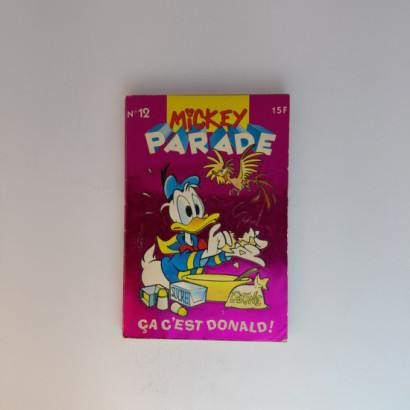 N° 12
MICKEY
15F
PARADE
SUCRE
ÇA C'EST DONALD!